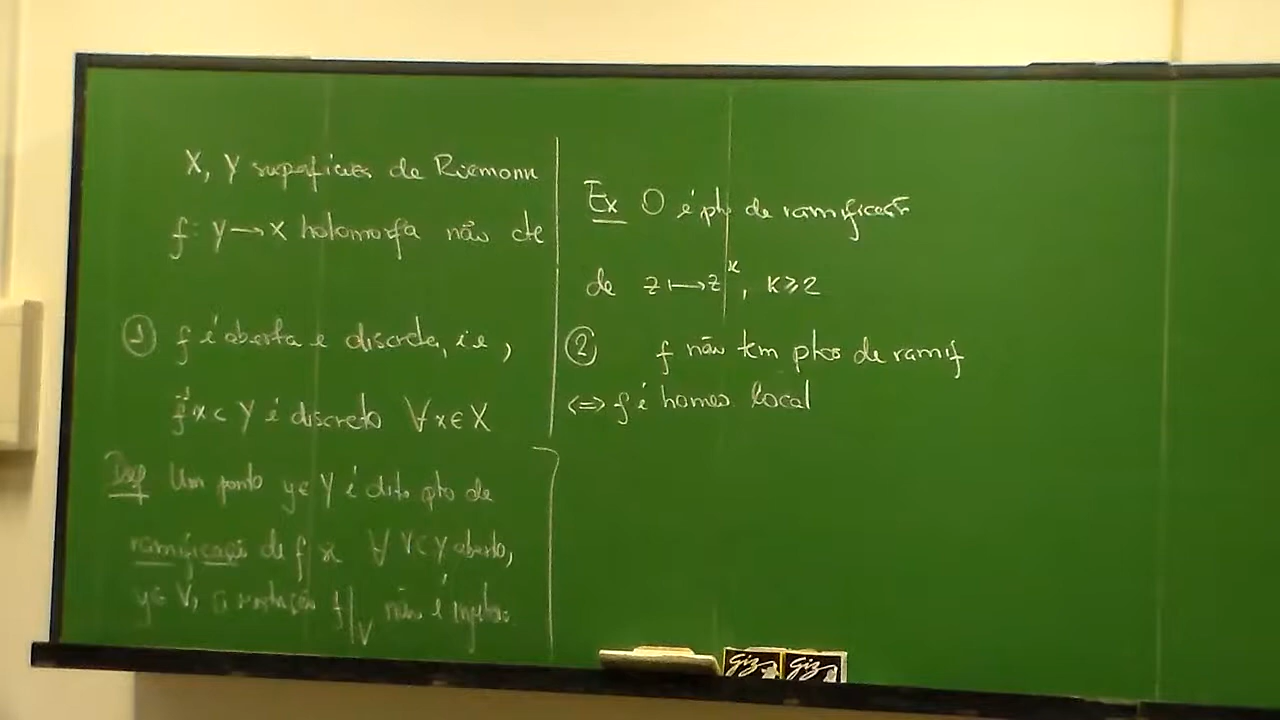 X, Y superfícies de Riemann
f: Y → X holomorfa não cte
① f é aberta e discreta, i.e,
f⁻¹x ⊂ Y é discreto ∀x∈X
Def Um ponto y∈Y é dito pto de
ramificação de f se ∀ V⊂Y aberto,
y∈V, a restrição f|_V não é injetora
Ex 0 é pto de ramificação
de z ↦ z^k, k≥2
② f não tem ptos de ramif
⇔ f é homeo local
Giz
Giz